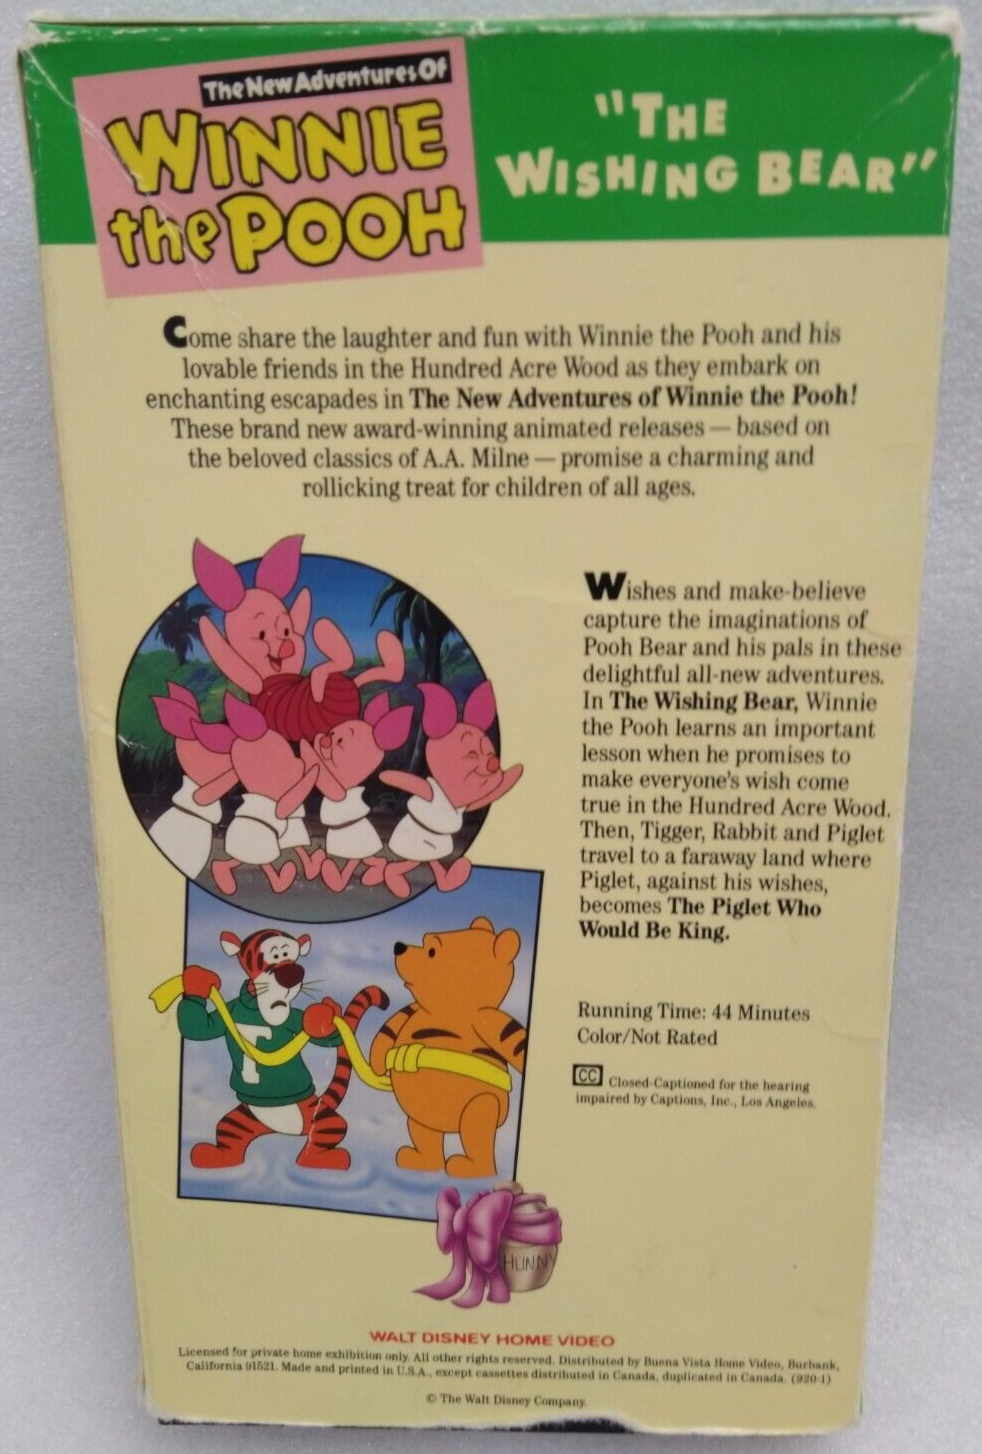 The New Adventures Of
WINNIE
the POOH
"THE
WISHING BEAR"
Come share the laughter and fun with Winnie the Pooh and his
lovable friends in the Hundred Acre Wood as they embark on
enchanting escapades in The New Adventures of Winnie the Pooh!
These brand new award-winning animated releases — based on
the beloved classics of A.A. Milne — promise a charming and
rollicking treat for children of all ages.
Wishes and make-believe
capture the imaginations of
Pooh Bear and his pals in these
delightful all-new adventures.
In The Wishing Bear, Winnie
the Pooh learns an important
lesson when he promises to
make everyone's wish come
true in the Hundred Acre Wood.
Then, Tigger, Rabbit and Piglet
travel to a faraway land where
Piglet, against his wishes,
becomes The Piglet Who
Would Be King.
T
Running Time: 44 Minutes
Color/Not Rated
CC Closed-Captioned for the hearing
impaired by Captions, Inc., Los Angeles.
HUNNY
WALT DISNEY HOME VIDEO
Licensed for private home exhibition only. All other rights reserved. Distributed by Buena Vista Home Video, Burbank,
California 91521. Made and printed in U.S.A., except cassettes distributed in Canada, duplicated in Canada. (920-1)
© The Walt Disney Company.